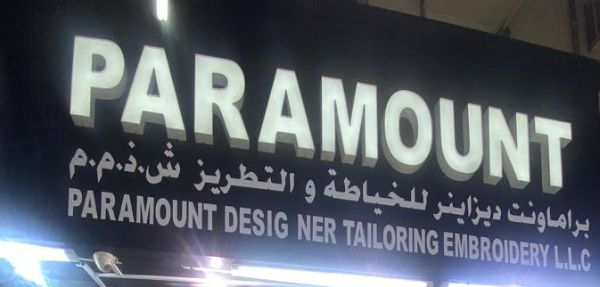 PARAMOUNT
براماونت ديزاينر للخياطة و التطريز ش.ذ.م.م
PARAMOUNT DESIG NER TAILORING EMBROIDERY L.L.C